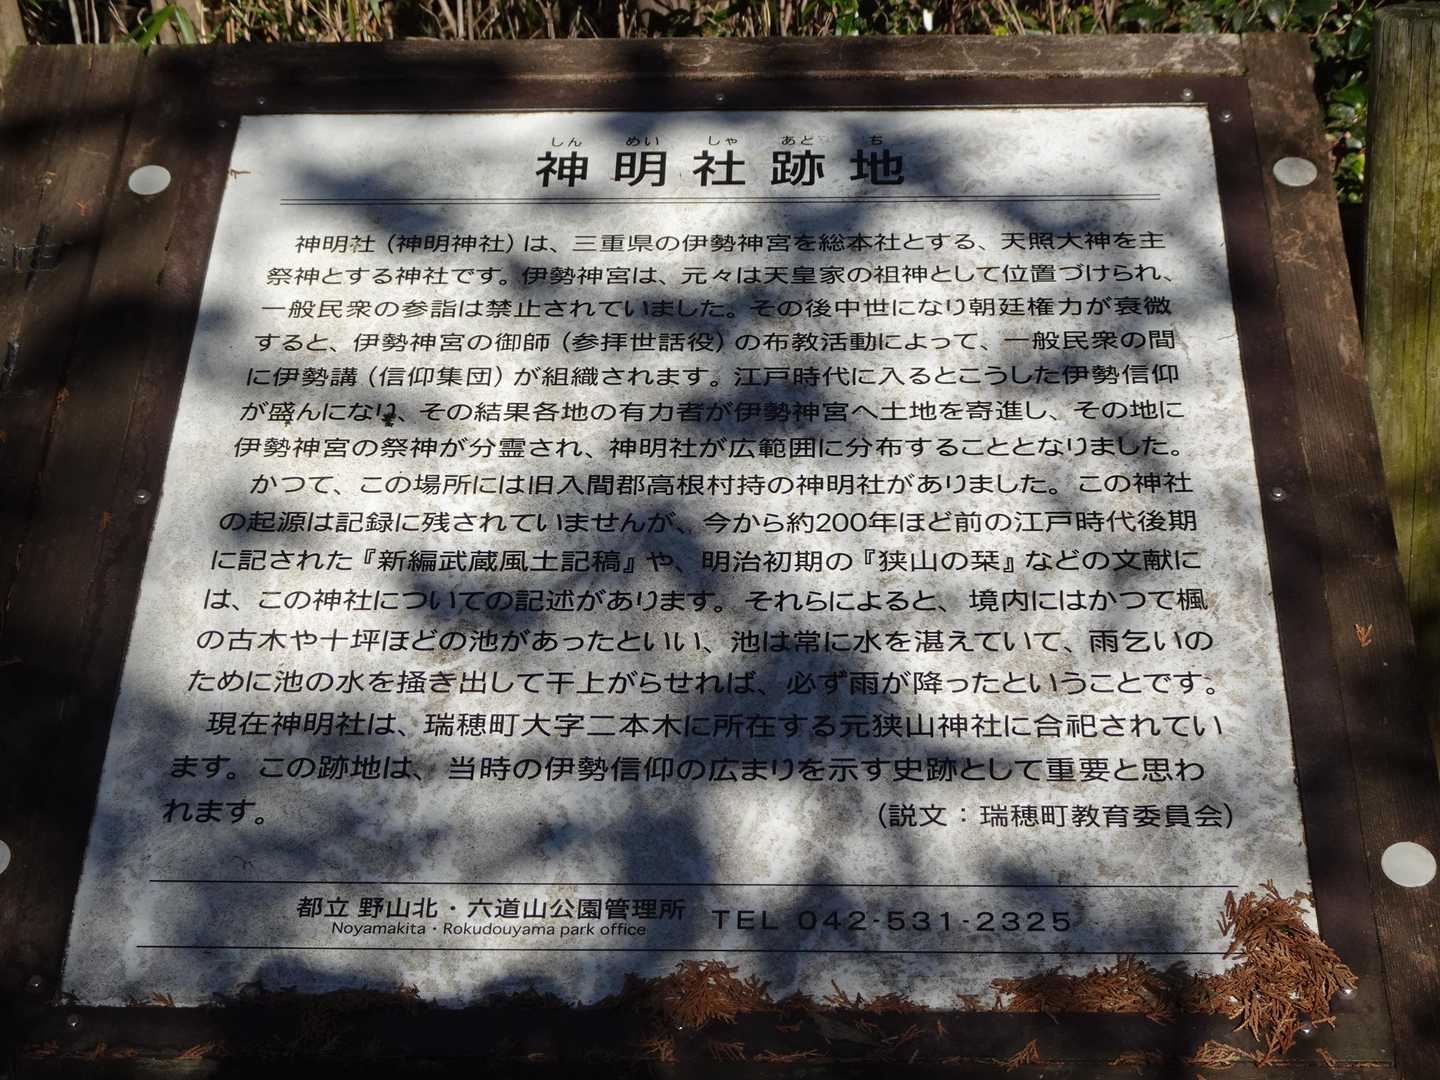 しん めい しゃ あと ち
神明社跡地
神明社（神明神社）は、三重県の伊勢神宮を総本社とする、天照大神を主
祭神とする神社です。伊勢神宮は、元々は天皇家の祖神として位置づけられ、
一般民衆の参詣は禁止されていました。その後中世になり朝廷権力が衰微
すると、伊勢神宮の御師（参拝世話役）の布教活動によって、一般民衆の間
に伊勢講（信仰集団）が組織されます。江戸時代に入るとこうした伊勢信仰
が盛んになり、その結果各地の有力者が伊勢神宮へ土地を寄進し、その地に
伊勢神宮の祭神が分霊され、神明社が広範囲に分布することとなりました。
かつて、この場所には旧入間郡高根村持の神明社がありました。この神社
の起源は記録に残されていませんが、今から約200年ほど前の江戸時代後期
に記された『新編武蔵風土記稿』や、明治初期の『狭山の栞』などの文献に
は、この神社についての記述があります。それらによると、境内にはかつて楓
の古木や十坪ほどの池があったといい、池は常に水を湛えていて、雨乞いの
ために池の水を掻き出して干上がらせれば、必ず雨が降ったということです。
現在神明社は、瑞穂町大字二本木に所在する元狭山神社に合祀されてい
ます。この跡地は、当時の伊勢信仰の広まりを示す史跡として重要と思わ
れます。 （説文：瑞穂町教育委員会）
都立 野山北・六道山公園管理所 TEL 042-531-2325
Noyamakita・Rokudouyama park office